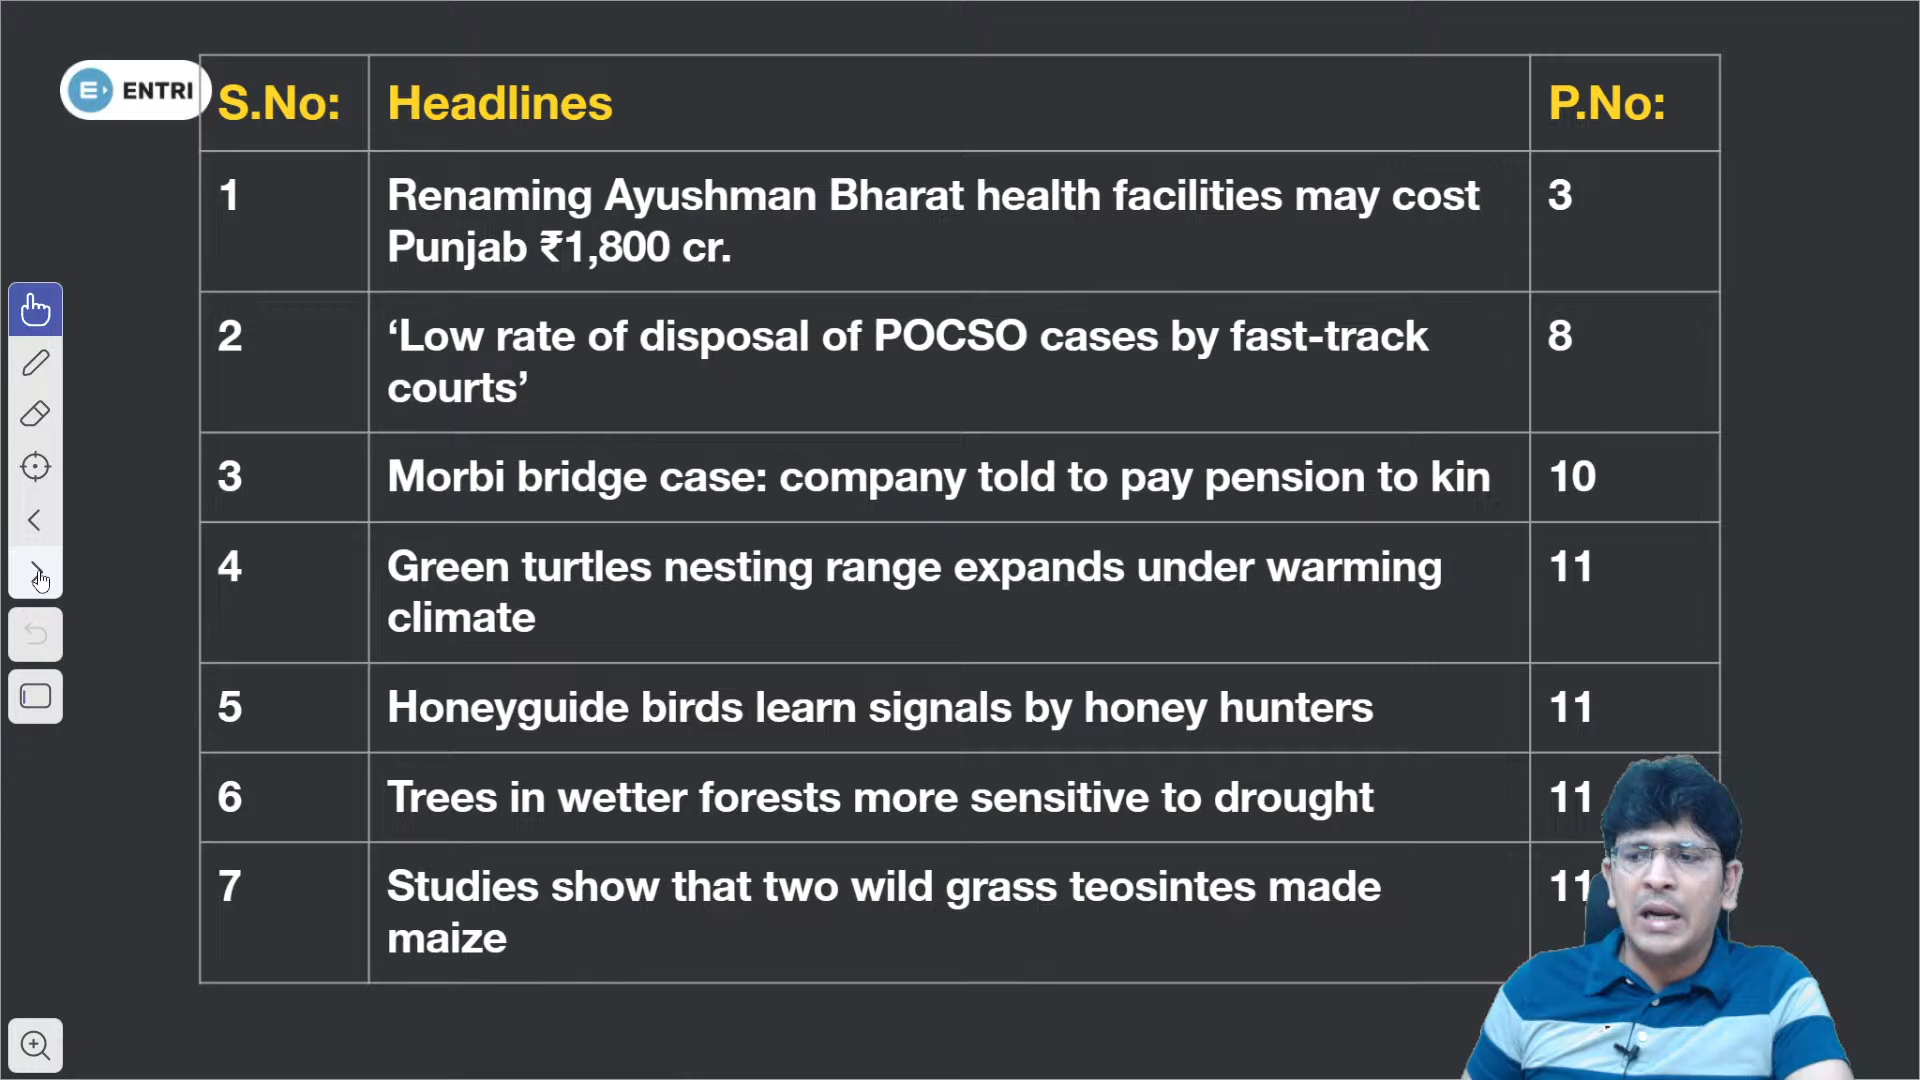 ENTRI
S.No: Headlines P.No:
1 Renaming Ayushman Bharat health facilities may cost 3
Punjab ₹1,800 cr.
2 ‘Low rate of disposal of POCSO cases by fast-track 8
courts’
3 Morbi bridge case: company told to pay pension to kin 10
4 Green turtles nesting range expands under warming 11
climate
5 Honeyguide birds learn signals by honey hunters 11
6 Trees in wetter forests more sensitive to drought 11
7 Studies show that two wild grass teosintes made 11
maize